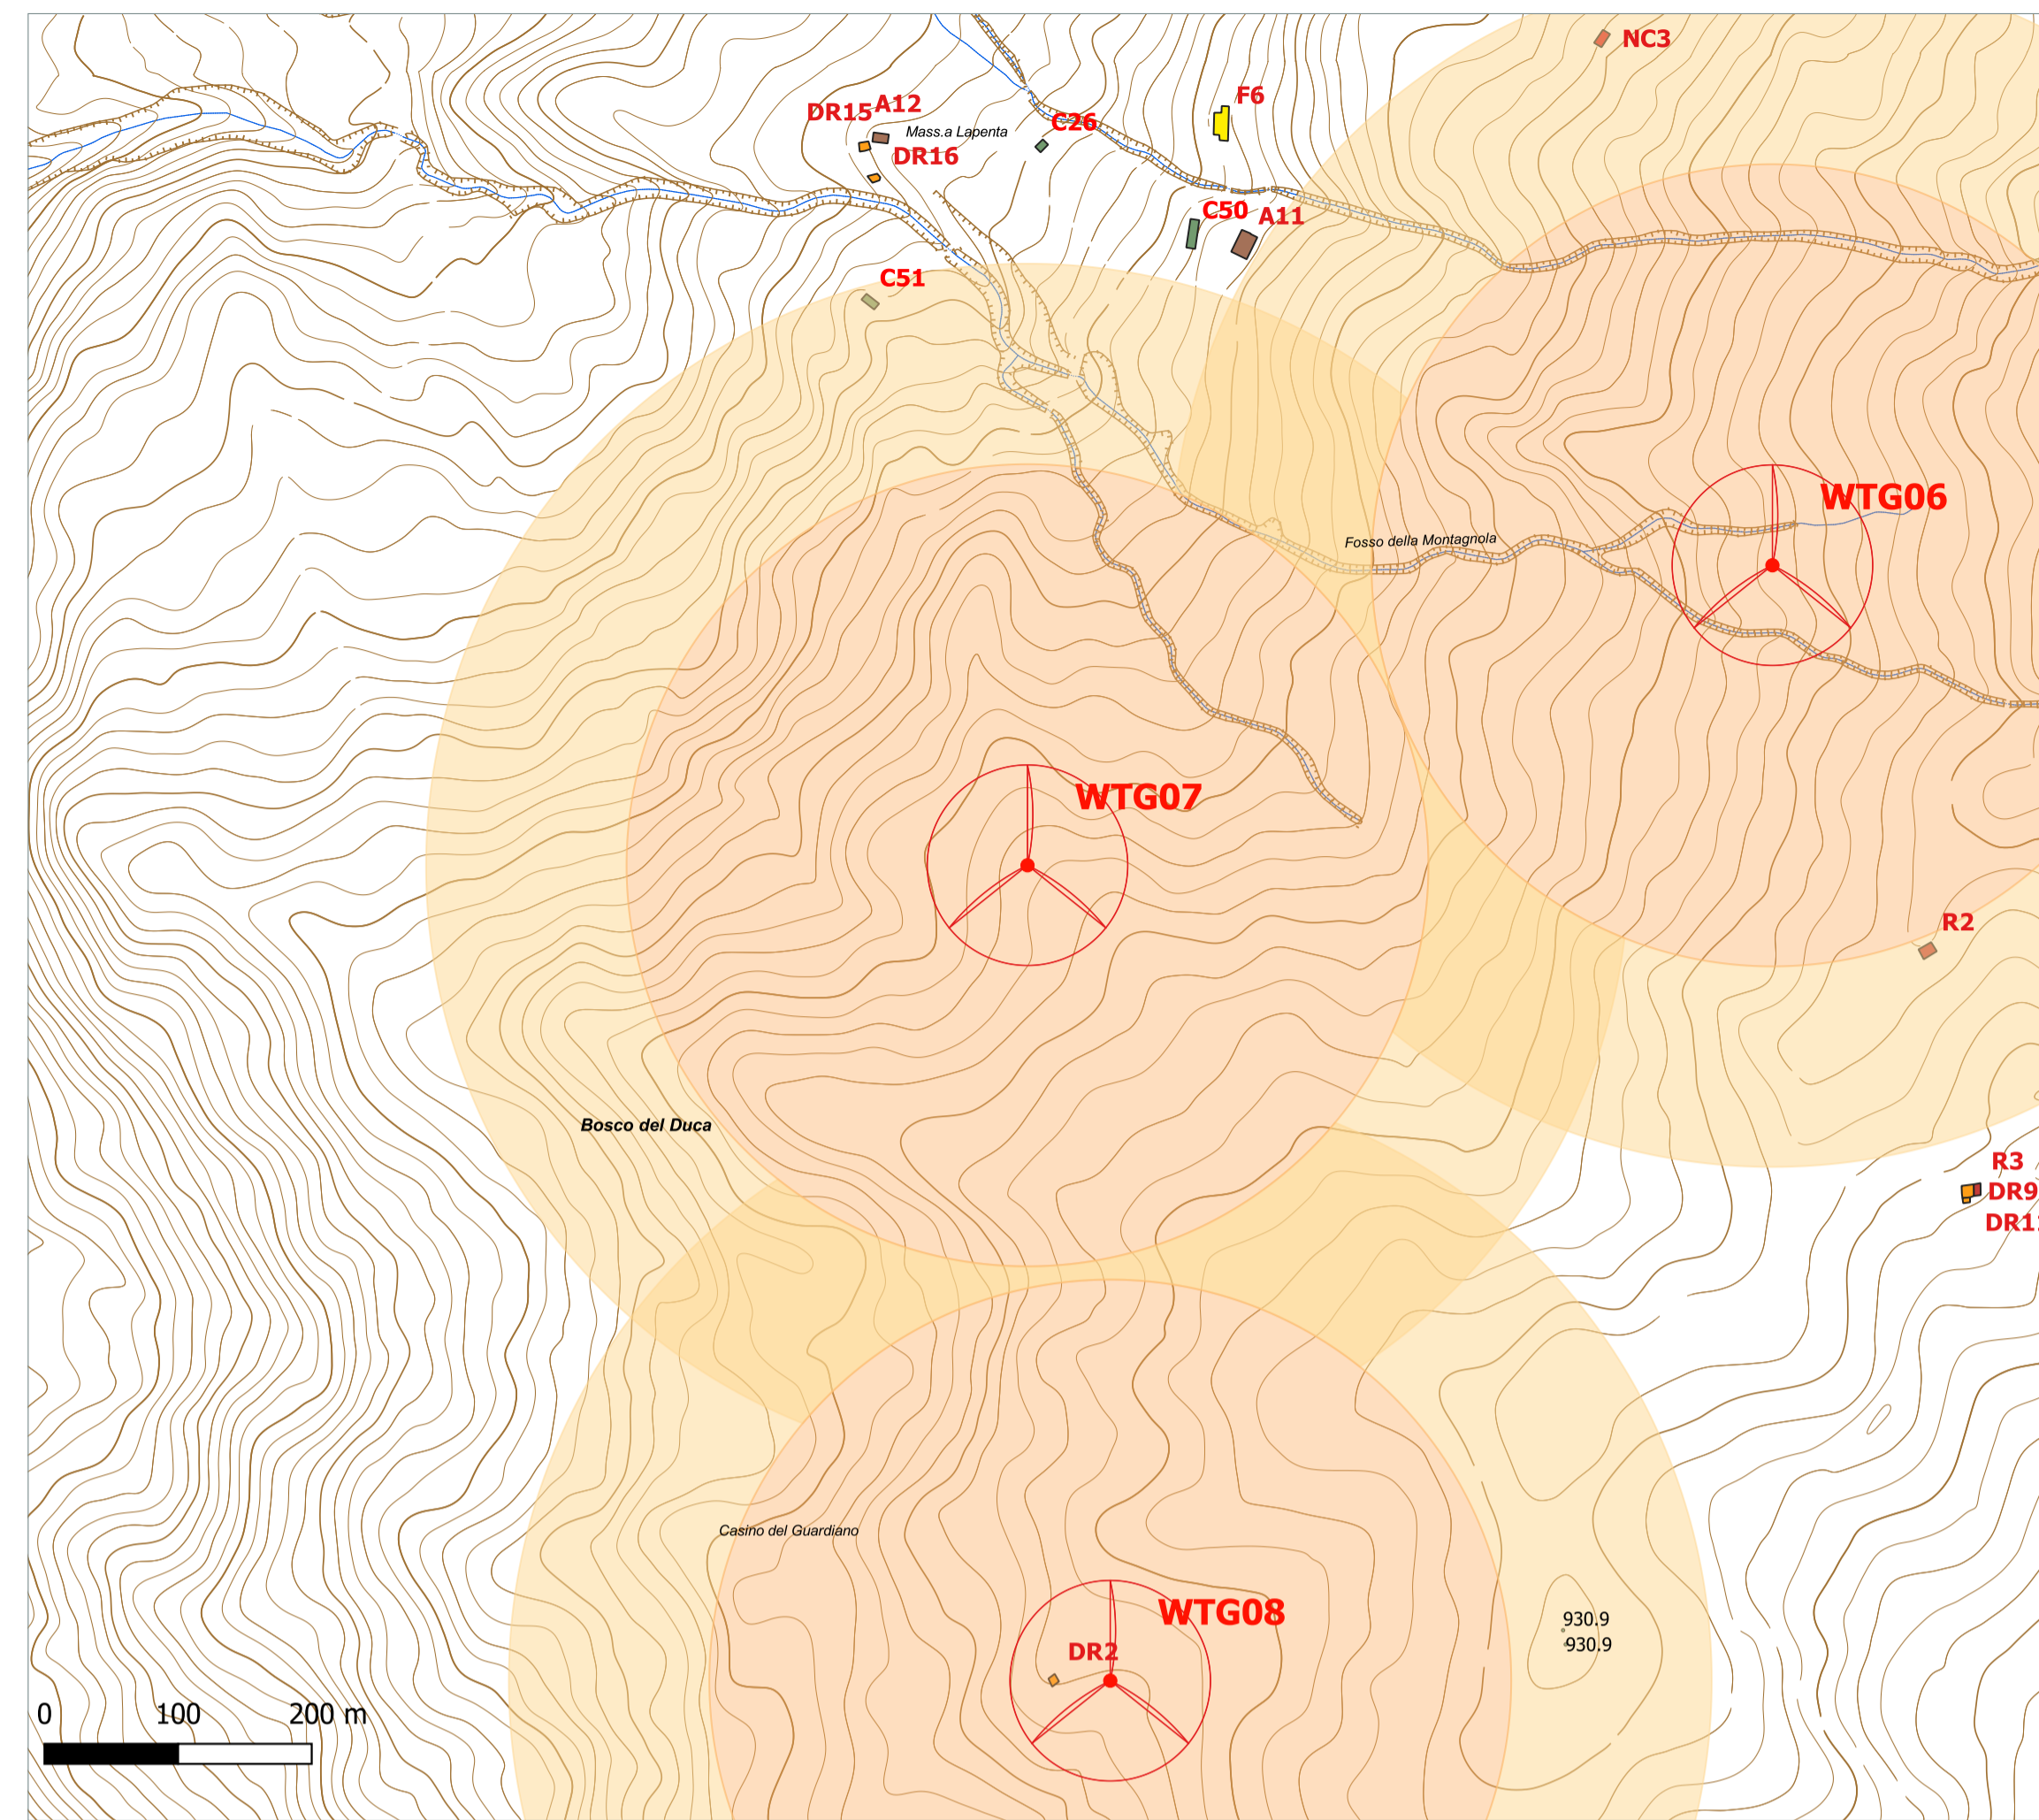 NC3
F6
A12
DR15
Mass.a Lapenta
C26
DR16
C50
A11
C51
WTG06
Fosso della Montagnola
WTG07
R2
Bosco del Duca
R3
DR9
Casino del Guardiano
WTG08
930.9
930.9
DR2
0 100 200 m